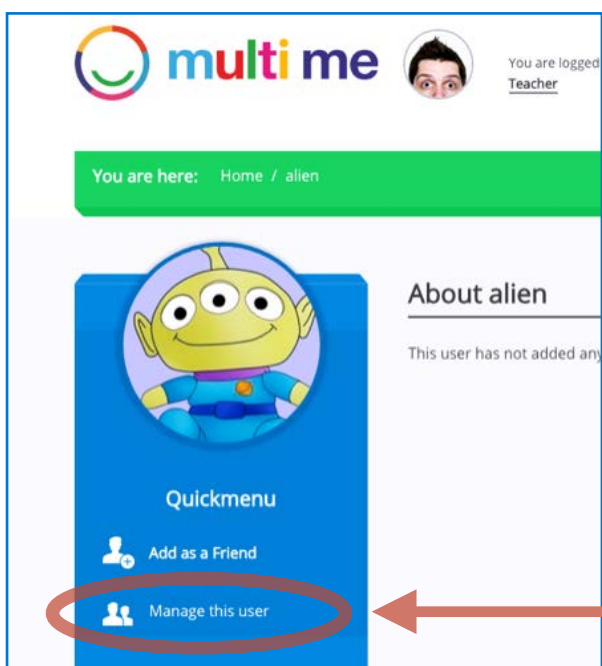 multi me
You are logged
Teacher
You are here: Home / alien
About alien
This user has not added any
Quickmenu
Add as a Friend
Manage this user